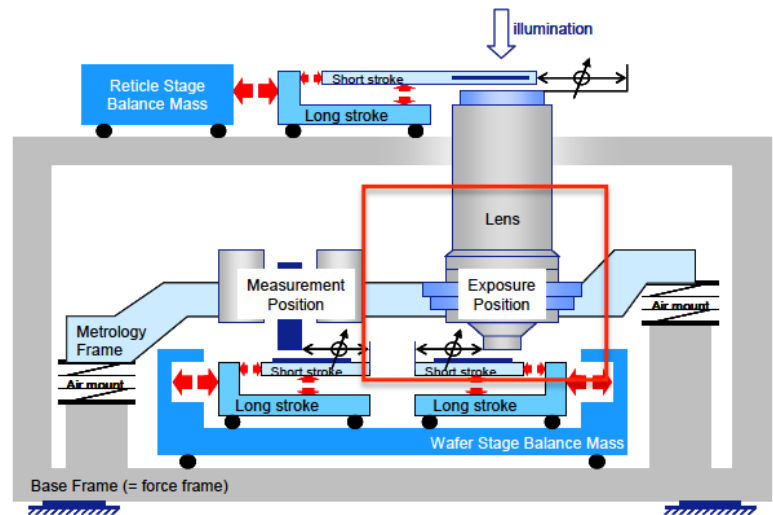 illumination
Reticle Stage
Balance Mass
Short stroke
Long stroke
Lens
Measurement
Position
Exposure
Position
Metrology
Frame
Air mount
Air mount
Short stroke
Short stroke
Long stroke
Long stroke
Wafer Stage Balance Mass
Base Frame (= force frame)